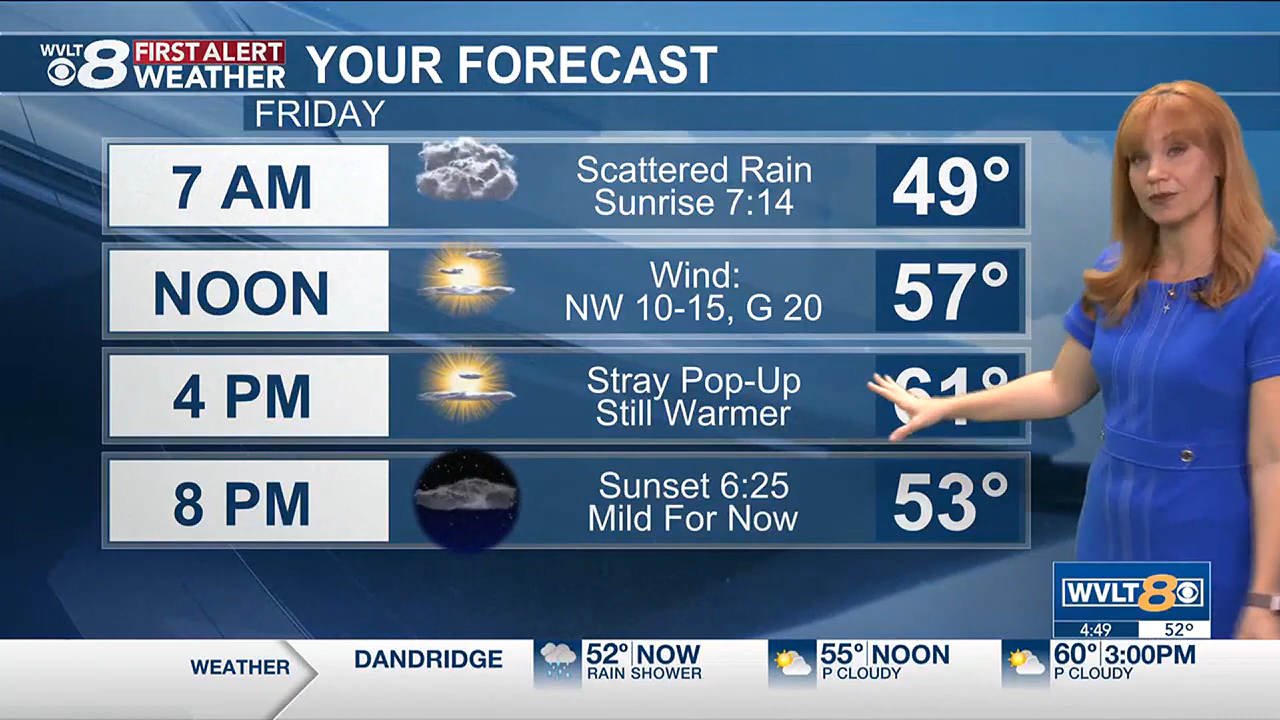 WVLT 8 FIRST ALERT WEATHER
YOUR FORECAST
FRIDAY
7 AM
Scattered Rain
Sunrise 7:14
49°
NOON
Wind:
NW 10-15, G 20
57°
4 PM
Stray Pop-Up
Still Warmer
61°
8 PM
Sunset 6:25
Mild For Now
53°
WVLT 8
4:49 52°
WEATHER
DANDRIDGE
52° NOW
RAIN SHOWER
55° NOON
P CLOUDY
60° 3:00PM
P CLOUDY